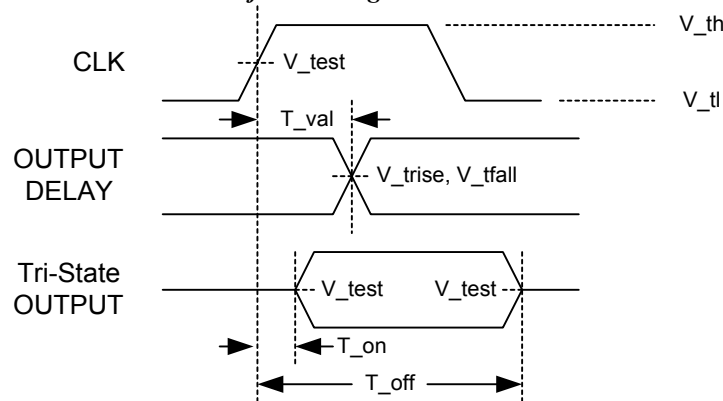 V_th
CLK
V_test
V_tl
T_val
OUTPUT
DELAY
V_trise, V_tfall
Tri-State
OUTPUT
V_test V_test
T_on
T_off